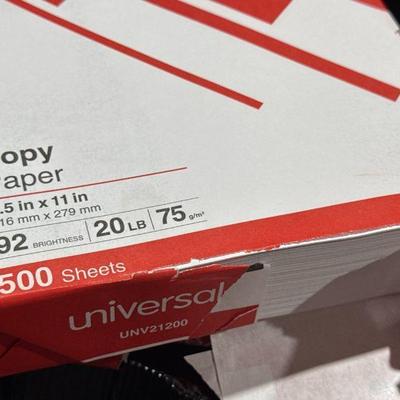 opy
aper
.5 in x 11 in
16 mm x 279 mm
92 BRIGHTNESS 20 LB 75 g/m²
500 Sheets
universal
UNV21200